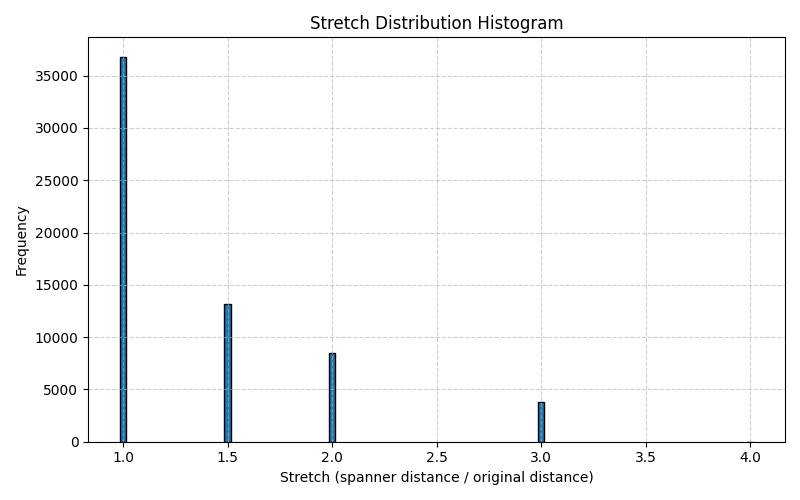 Stretch Distribution Histogram
35000
30000
25000
20000
15000
10000
5000
0
Frequency
1.0 1.5 2.0 2.5 3.0 3.5 4.0
Stretch (spanner distance / original distance)